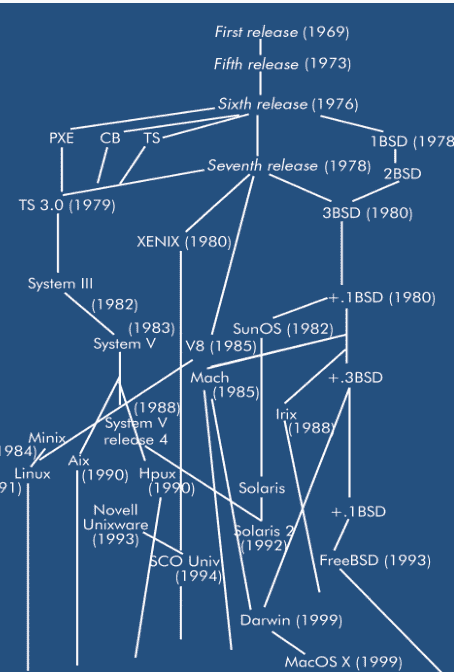 First release (1969)
Fifth release (1973)
Sixth release (1976)
PXE CB TS
1BSD (1978
Seventh release (1978)
2BSD
TS 3.0 (1979)
3BSD (1980)
XENIX (1980)
System III
(1982)
+.1BSD (1980)
(1983)
System V
SunOS (1982)
V8 (1985)
Mach
(1985)
+.3BSD
(1988)
System V
release 4
Irix
(1988)
Minix
984)
Linux
91)
Aix
(1990)
Hpux
(1990)
Solaris
Novell
Unixware
(1993)
+.1BSD
Solaris 2
(1992)
SCO Univ
(1994)
FreeBSD (1993)
Darwin (1999)
MacOS X (1999)